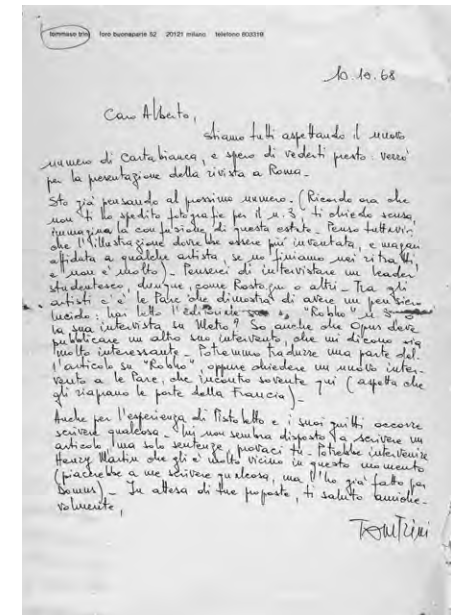 tommaso trini foro buonaparte 52 20121 milano telefono 803319
10.10.68
Caro Alberto,
stiamo tutti aspettando il nuovo
numero di Cartabianca, e spero di vederti presto. Verrò
per la presentazione della rivista a Roma.
Sto già pensando al prossimo numero. (Ricordo ora che
non ti ho spedito fotografie per il n. 3, ti chiedo scusa,
immagina la confusione di questa estate. Penso tuttavia
che l'illustrazione dovrebbe essere più inventata, e magari
affidata a qualche artista, se no finiamo nei ritratti,
e non è molto). Penserei di intervistare un leader
studentesco, dunque, come Rostagno o altri. Tra gli
artisti c'è le Parc che dimostra di avere un pensiero
lucido: hai letto l'editoriale su "Robho" n. 3
la sua intervista su Meta? So anche che Opus deve
pubblicare un altro suo intervento, che mi dicono sia
molto interessante. Potremmo tradurre una parte del-
l'articolo su "Robho", oppure chiedere un nuovo inter-
vento a le Parc, che incontro sovente qui (aspetta che
gli riaprano le porte della Francia).
Anche per l'esperienza di Pistoletto e i suoi guitti occorre
scrivere qualcosa. Lui non sembra disposto a scrivere un
articolo (ma solo sentenze, provaci tu. Potrebbe intervenire
Henry Martin che gli è molto vicino in questo momento
(piacerebbe a me scrivere qualcosa, ma l'ho già fatto per
Domus). In attesa di tue proposte, ti saluto amiche-
volmente,
Tom Trini